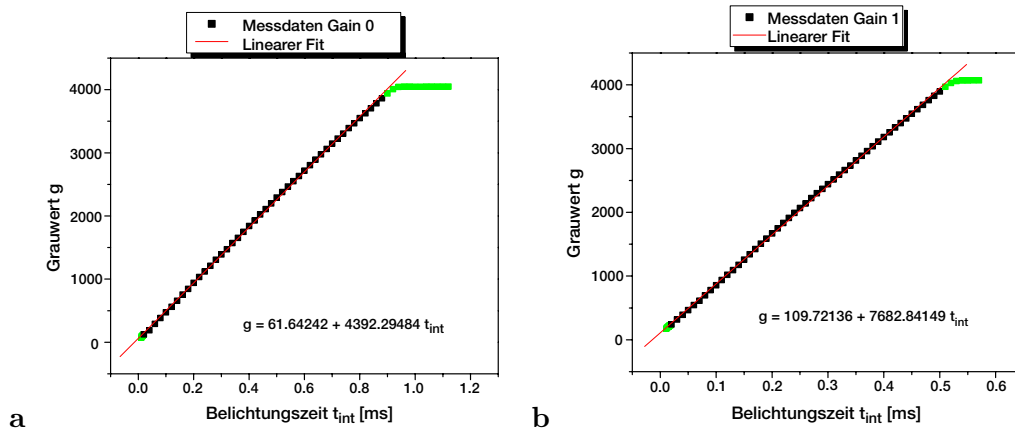 Messdaten Gain 0
Linearer Fit
4000
3000
2000
1000
0
Grauwert g
g = 61.64242 + 4392.29484 t_int
0.0 0.2 0.4 0.6 0.8 1.0 1.2
Belichtungszeit t_int [ms]
a
Messdaten Gain 1
Linearer Fit
4000
3000
2000
1000
0
Grauwert g
g = 109.72136 + 7682.84149 t_int
0.0 0.1 0.2 0.3 0.4 0.5 0.6
Belichtungszeit t_int [ms]
b